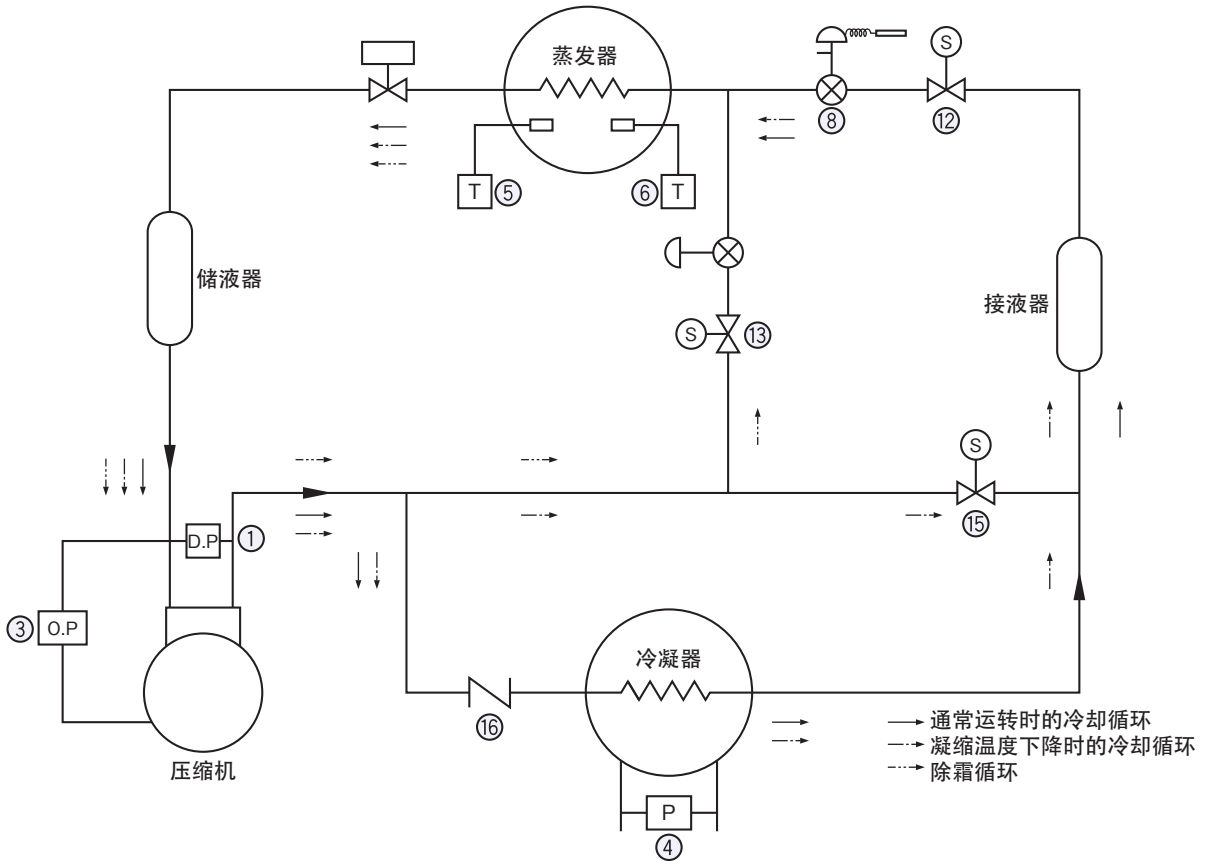 蒸发器
S
⑧
⑫
T
⑤
⑥
T
储液器
接液器
S
⑬
S
⑮
D.P
①
③
O.P
冷凝器
⑯
压缩机
P
④
通常运转时的冷却循环
凝缩温度下降时的冷却循环
除霜循环